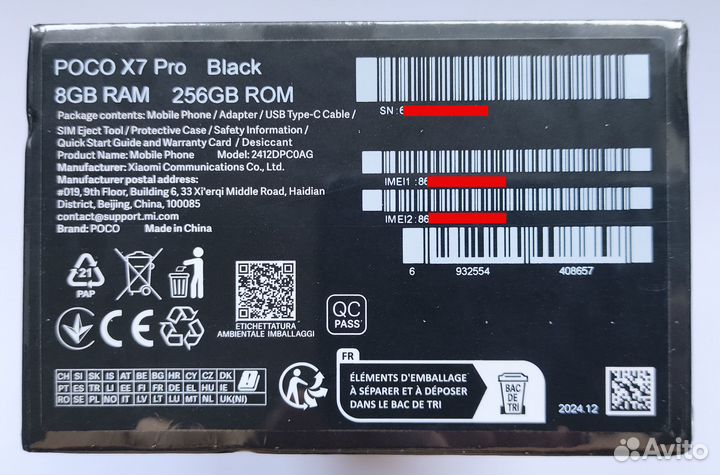 POCO X7 Pro Black
8GB RAM 256GB ROM
Package contents: Mobile Phone / Adapter / USB Type-C Cable /
SIM Eject Tool / Protective Case / Safety Information /
Quick Start Guide and Warranty Card / Desiccant
Product Name: Mobile Phone Model: 2412DPC0AG
Manufacturer: Xiaomi Communications Co., Ltd.
Manufacturer postal address:
#019, 9th Floor, Building 6, 33 Xi'erqi Middle Road, Haidian
District, Beijing, China, 100085
contact@support.mi.com
Brand: POCO Made in China
SN :6
IMEI1 :86
IMEI2:86
6 932554 408657
21
PAP
CE
ETICHETTATURA
AMBIENTALE IMBALLAGGI
QC
PASS
CH SI SK IS AT BE BG HR CY CZ DK
PT ES TR LI EE FI FR DE EL HU IE
RO SE PL NO IT LV LT LU MT NL UK(NI)
FR
ÉLÉMENTS D'EMBALLAGE
À SÉPARER ET À DÉPOSER
DANS LE BAC DE TRI
BAC
DE TRI
2024.12
Avito